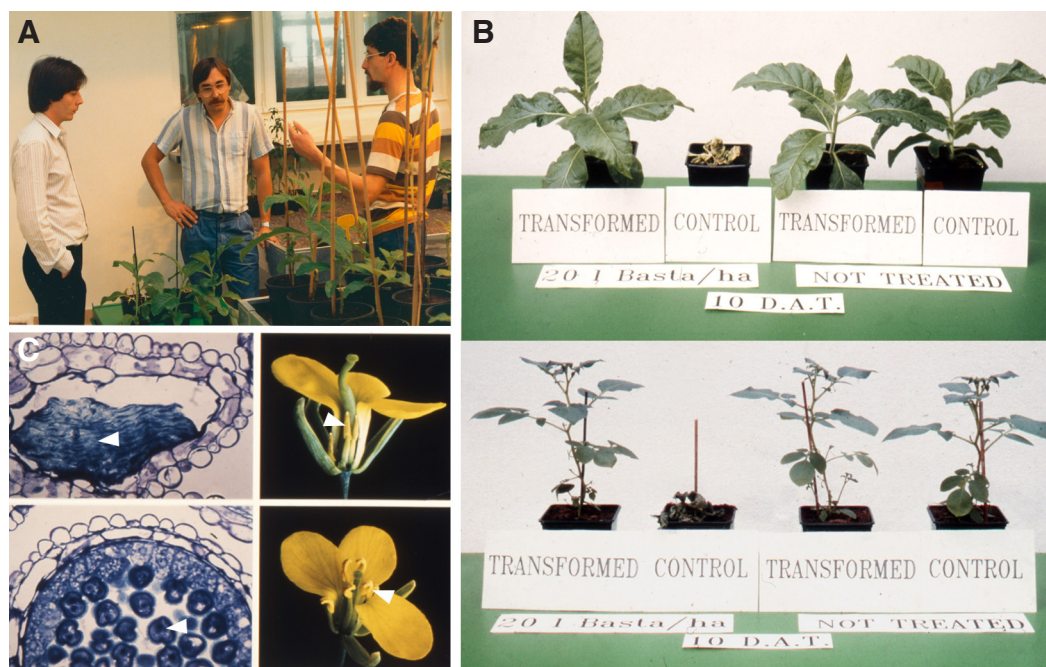 A
B
TRANSFORMED CONTROL TRANSFORMED CONTROL
20 l Basta/ha NOT TREATED
10 D.A.T.
C
TRANSFORMED CONTROL TRANSFORMED CONTROL
20 l Basta/ha NOT TREATED
10 D.A.T.